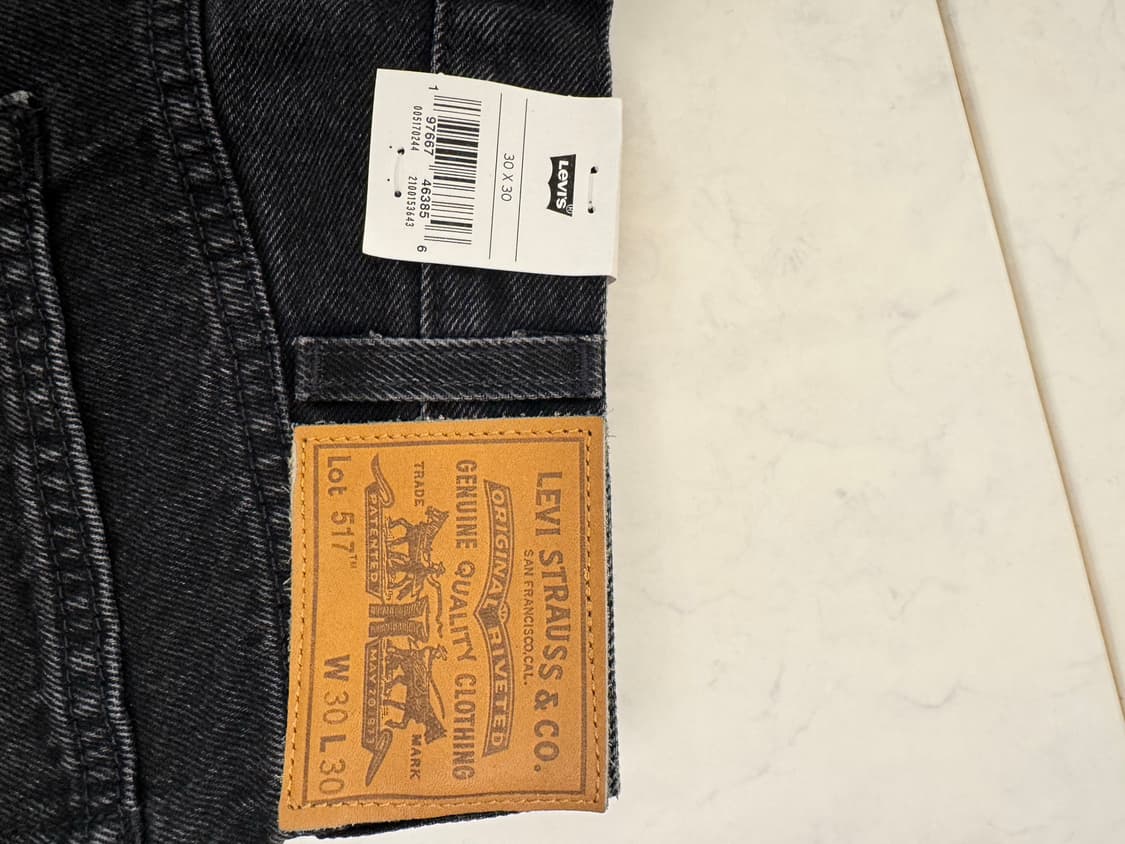 LEVI'S®
30 X 30
1 97667 46385 6
005170244 2100153643
LEVI STRAUSS & CO.
SAN FRANCISCO, CAL.
ORIGINAL RIVETED
GENUINE QUALITY CLOTHING
TRADE MARK
PATENTED MAY 20 1873
Lot 517™ W 30 L 30